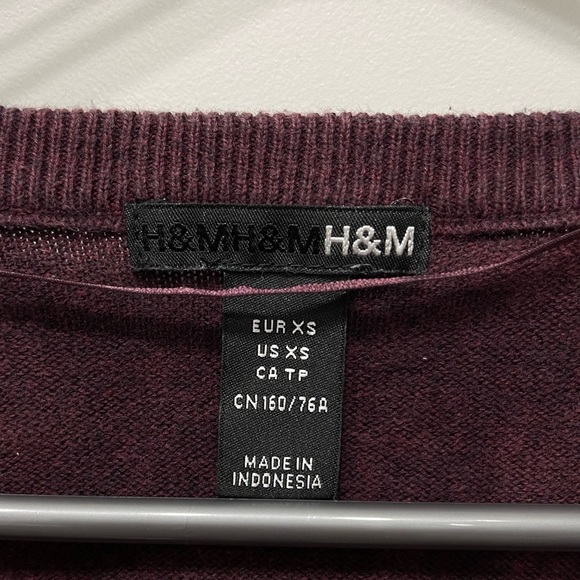 H&MH&MH&M
EUR XS
US XS
CA TP
CN 160/76A
MADE IN
INDONESIA